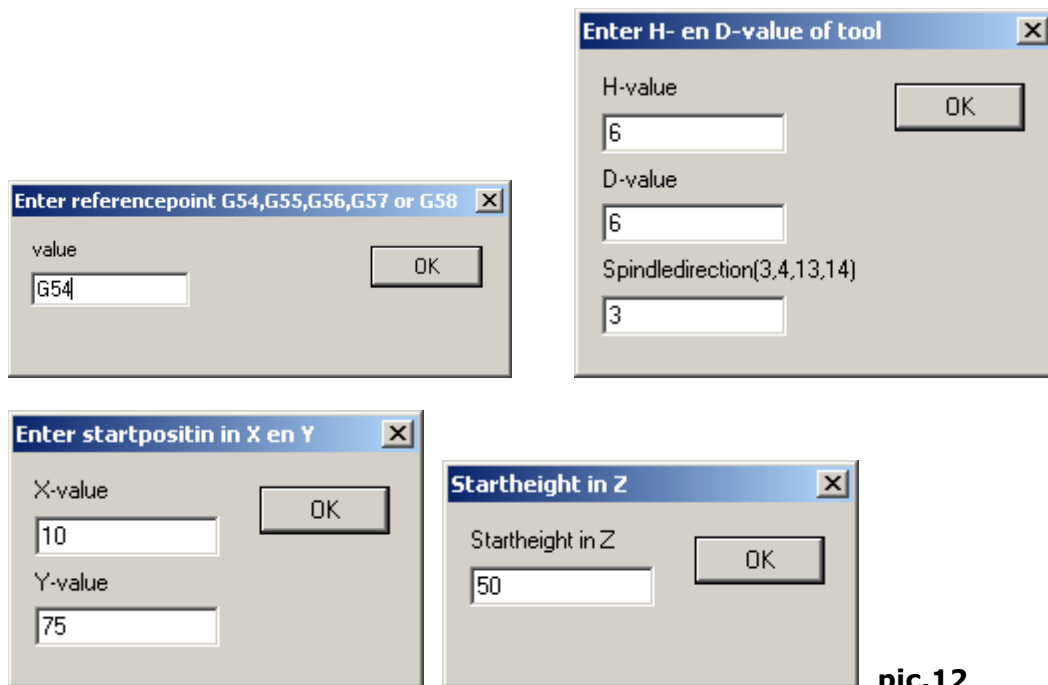 Enter referencepoint G54,G55,G56,G57 or G58
value
OK
G54
Enter H- en D-value of tool
H-value
OK
6
D-value
6
Spindledirection(3,4,13,14)
3
Enter startpositin in X en Y
X-value
OK
10
Y-value
75
Startheight in Z
Startheight in Z
OK
50
pic.12